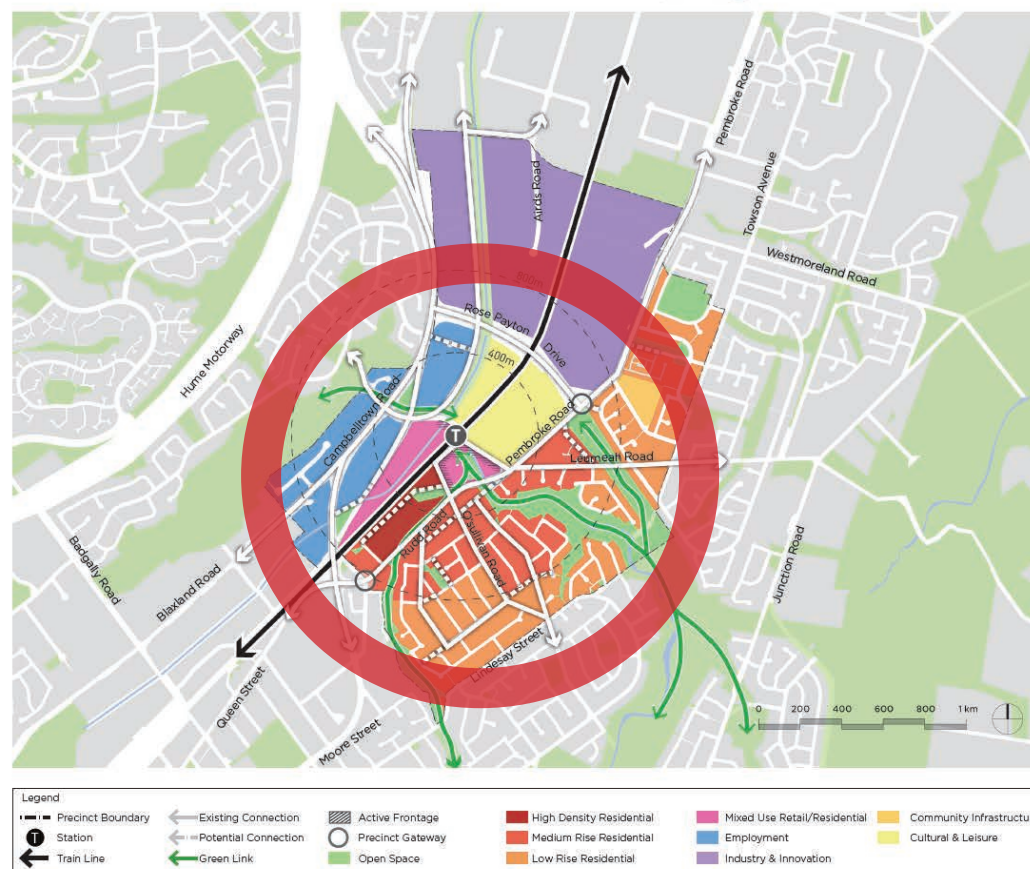 Pembroke Road
Towson Avenue
Airds Road
Westmoreland Road
Hume Motorway
800m
Rose Payton
Drive
400m
Campbelltown Road
T
Pembroke Road
Leumeah Road
Rudd Road
O'sullivan Road
Junction Road
Badgally Road
Blaxland Road
Lindesay Street
Queen Street
Moore Street
0 200 400 600 800 1 km
Legend
Precinct Boundary
T Station
Train Line
Existing Connection
Potential Connection
Green Link
Active Frontage
Precinct Gateway
Open Space
High Density Residential
Medium Rise Residential
Low Rise Residential
Mixed Use Retail/Residential
Employment
Industry & Innovation
Community Infrastructu
Cultural & Leisure